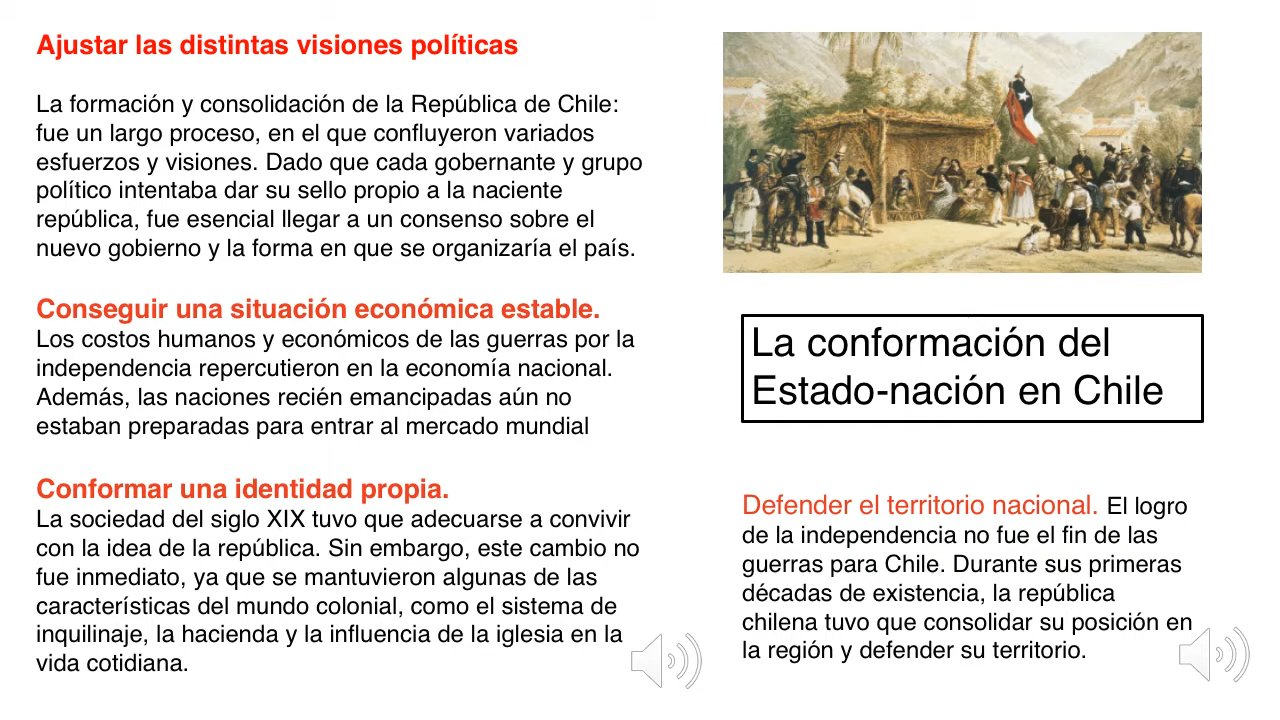 Ajustar las distintas visiones políticas
La formación y consolidación de la República de Chile:
fue un largo proceso, en el que confluyeron variados
esfuerzos y visiones. Dado que cada gobernante y grupo
político intentaba dar su sello propio a la naciente
república, fue esencial llegar a un consenso sobre el
nuevo gobierno y la forma en que se organizaría el país.
Conseguir una situación económica estable.
Los costos humanos y económicos de las guerras por la
independencia repercutieron en la economía nacional.
Además, las naciones recién emancipadas aún no
estaban preparadas para entrar al mercado mundial
Conformar una identidad propia.
La sociedad del siglo XIX tuvo que adecuarse a convivir
con la idea de la república. Sin embargo, este cambio no
fue inmediato, ya que se mantuvieron algunas de las
características del mundo colonial, como el sistema de
inquilinaje, la hacienda y la influencia de la iglesia en la
vida cotidiana.
La conformación del
Estado-nación en Chile
Defender el territorio nacional. El logro
de la independencia no fue el fin de las
guerras para Chile. Durante sus primeras
décadas de existencia, la república
chilena tuvo que consolidar su posición en
la región y defender su territorio.